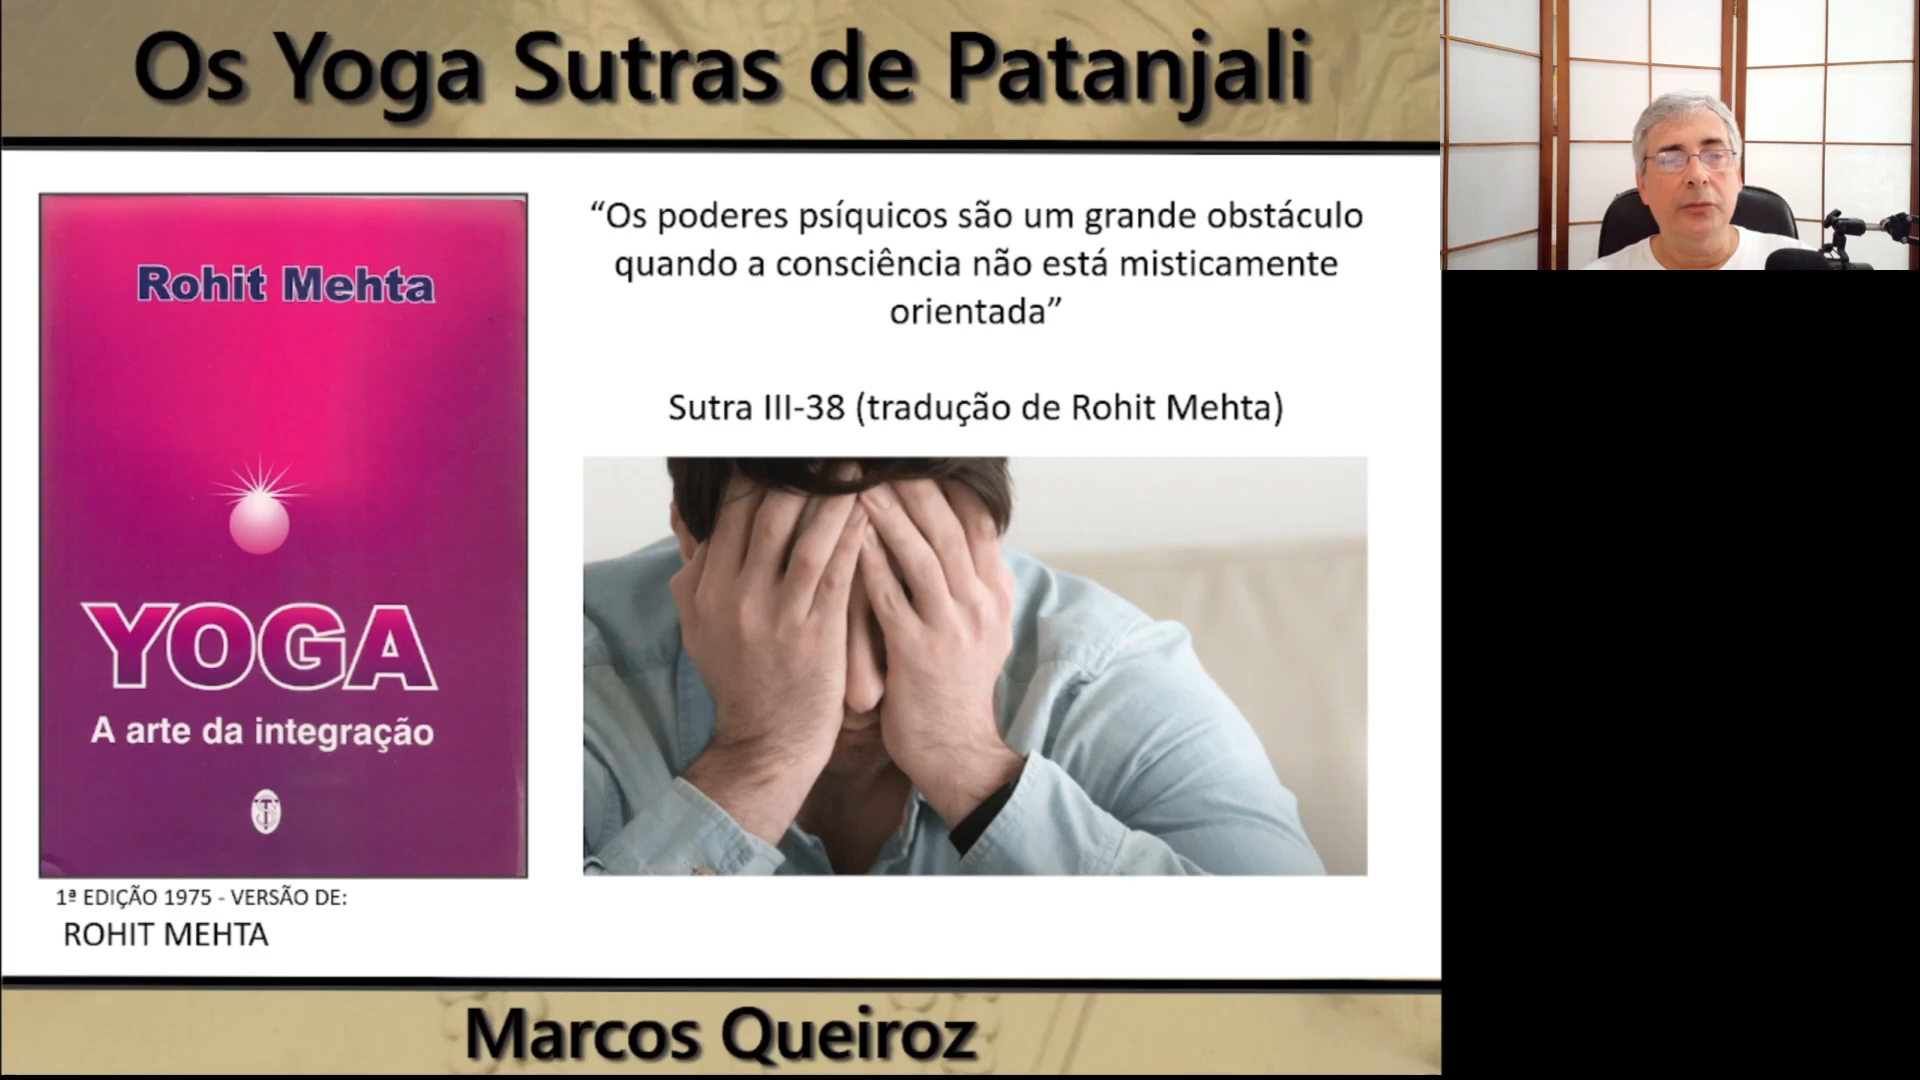 Os Yoga Sutras de Patanjali
Rohit Mehta
YOGA
A arte da integração
1ª EDIÇÃO 1975 - VERSÃO DE:
ROHIT MEHTA
“Os poderes psíquicos são um grande obstáculo
quando a consciência não está misticamente
orientada”
Sutra III-38 (tradução de Rohit Mehta)
Marcos Queiroz